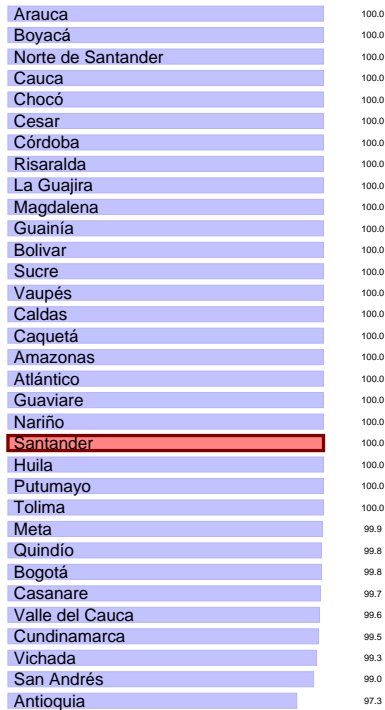 Arauca 100.0
Boyacá 100.0
Norte de Santander 100.0
Cauca 100.0
Chocó 100.0
Cesar 100.0
Córdoba 100.0
Risaralda 100.0
La Guajira 100.0
Magdalena 100.0
Guainía 100.0
Bolivar 100.0
Sucre 100.0
Vaupés 100.0
Caldas 100.0
Caquetá 100.0
Amazonas 100.0
Atlántico 100.0
Guaviare 100.0
Nariño 100.0
Santander 100.0
Huila 100.0
Putumayo 100.0
Tolima 100.0
Meta 99.9
Quindío 99.8
Bogotá 99.8
Casanare 99.7
Valle del Cauca 99.6
Cundinamarca 99.5
Vichada 99.3
San Andrés 99.0
Antioquia 97.3